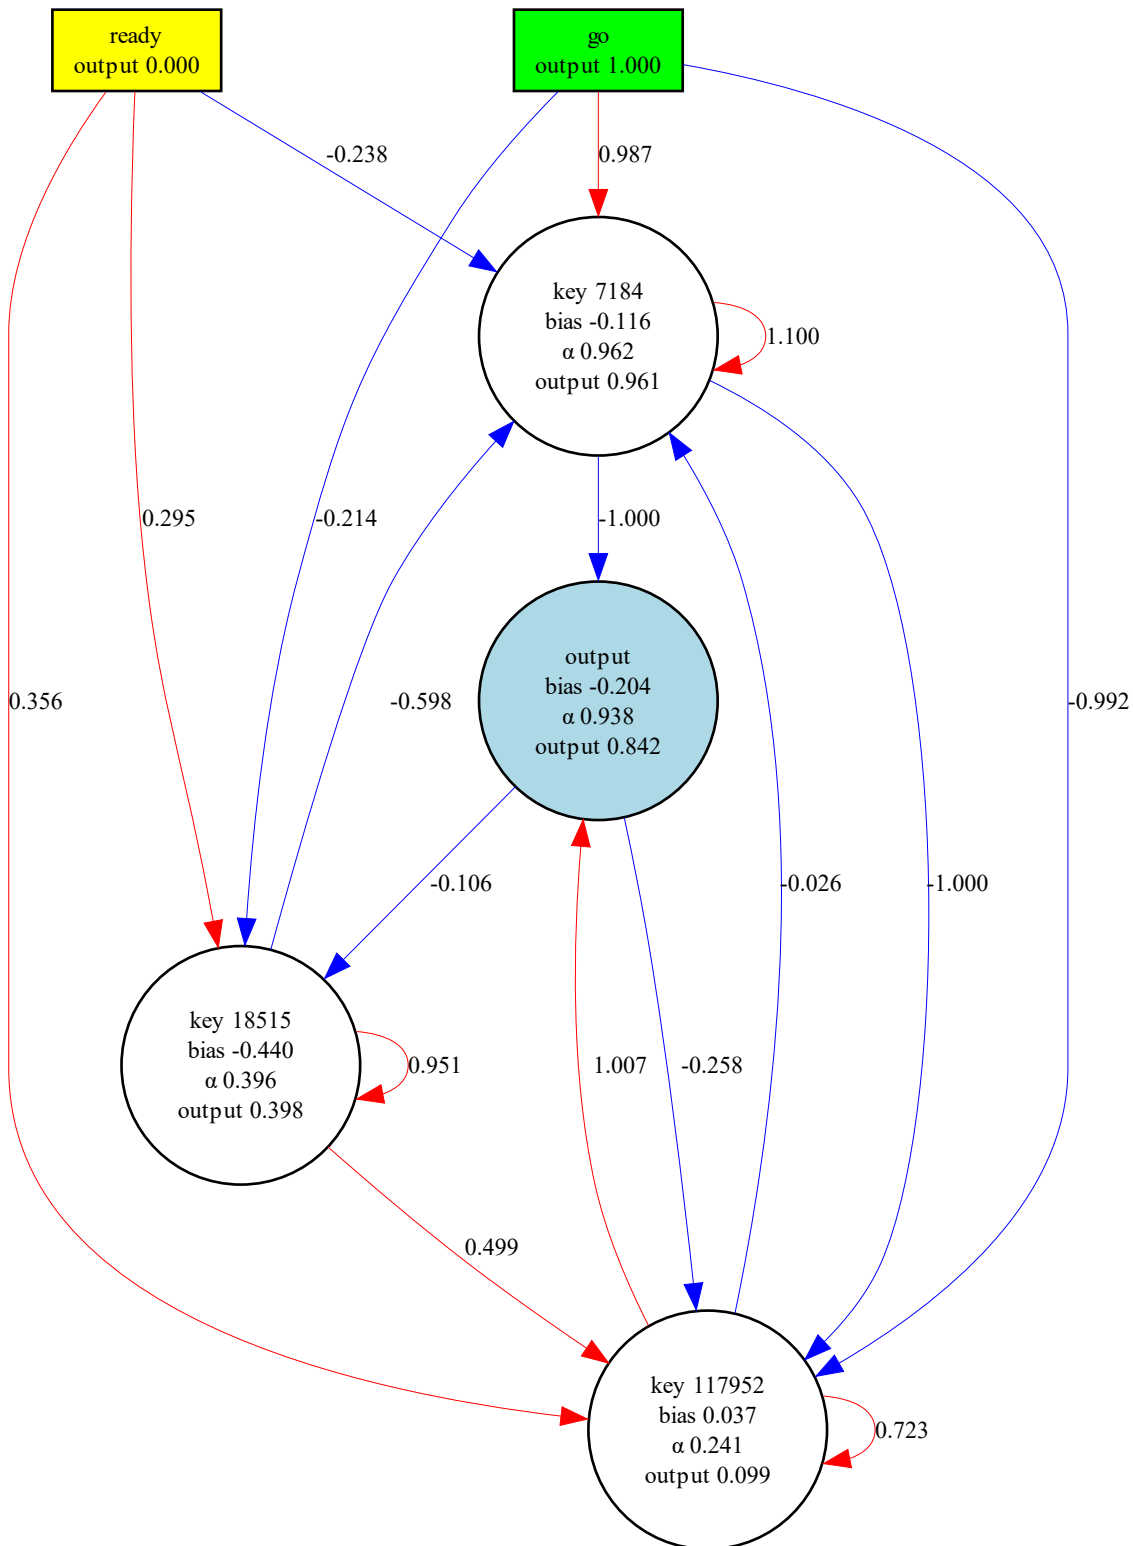 ready
output 0.000
go
output 1.000
-0.238
0.987
key 7184
bias -0.116
α 0.962
output 0.961
1.100
0.295
-0.214
-1.000
output
bias -0.204
α 0.938
output 0.842
0.356
-0.598
-0.992
-0.106
-0.026
-1.000
key 18515
bias -0.440
α 0.396
output 0.398
0.951
1.007
-0.258
0.499
key 117952
bias 0.037
α 0.241
output 0.099
0.723